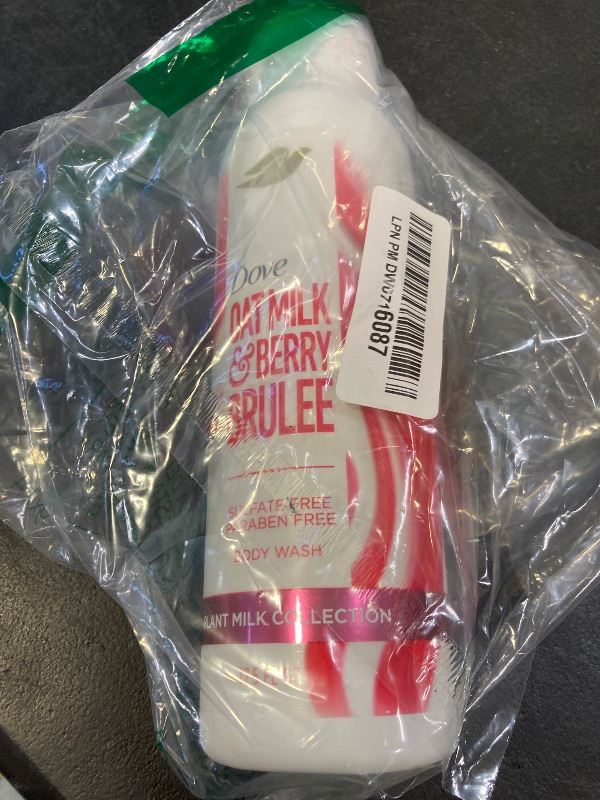 Dove
OAT MILK
& BERRY
BRULEE
SULFATE FREE
PARABEN FREE
BODY WASH
PLANT MILK COLLECTION
LPN PM DW0716087